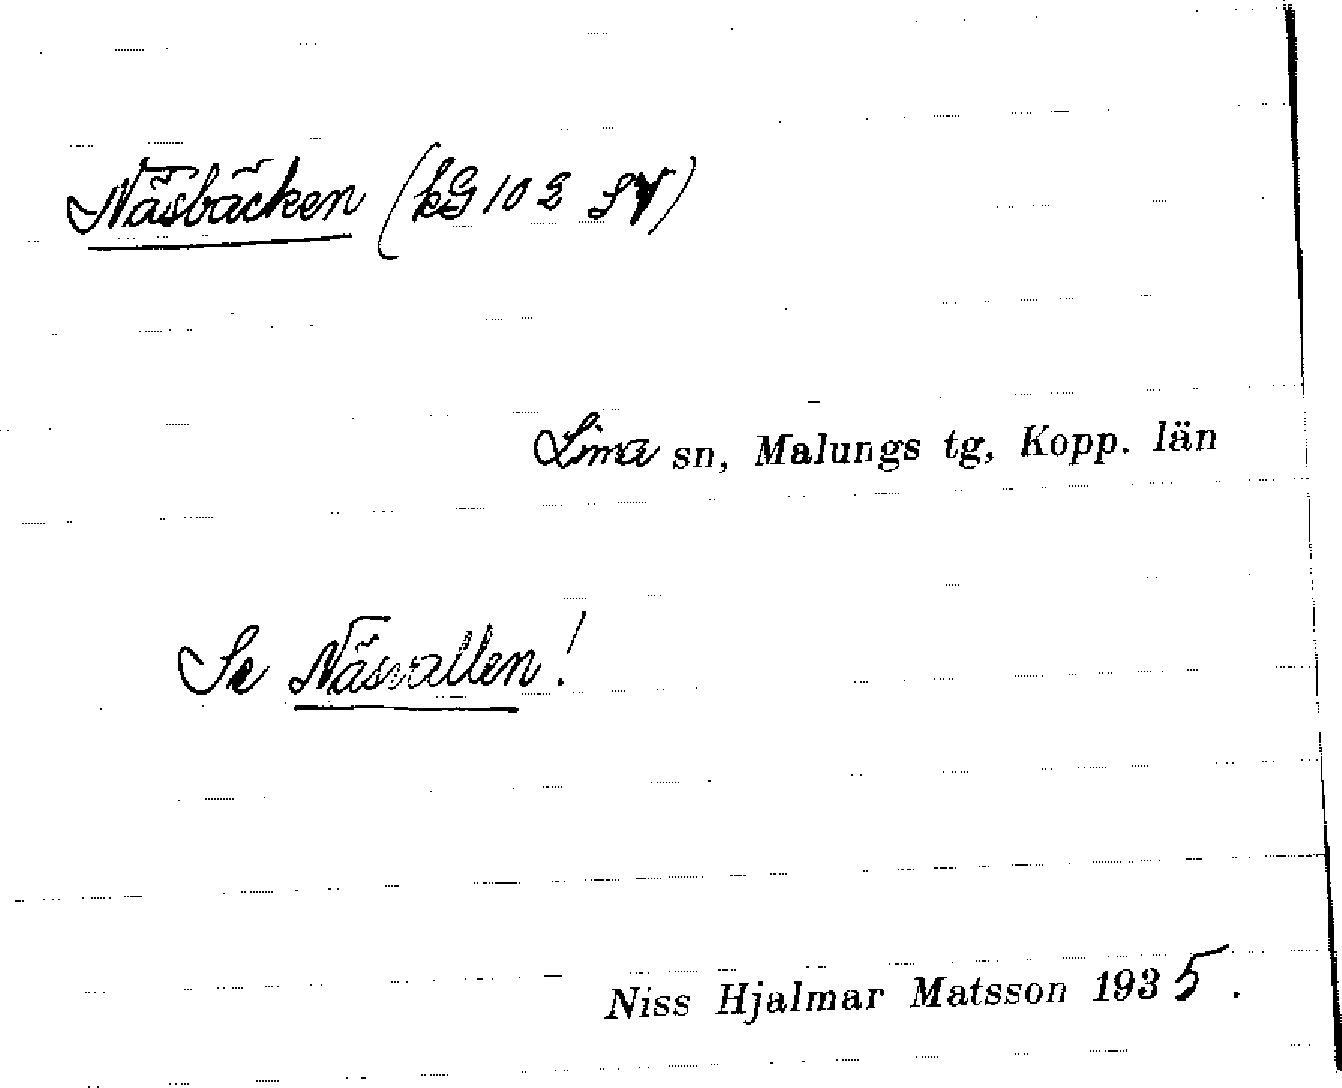 Näsbäcken (kG 102 SV)
Lima sn, Malungs tg, Kopp. län
Se Näsvallen!
Niss Hjalmar Matsson 1935.